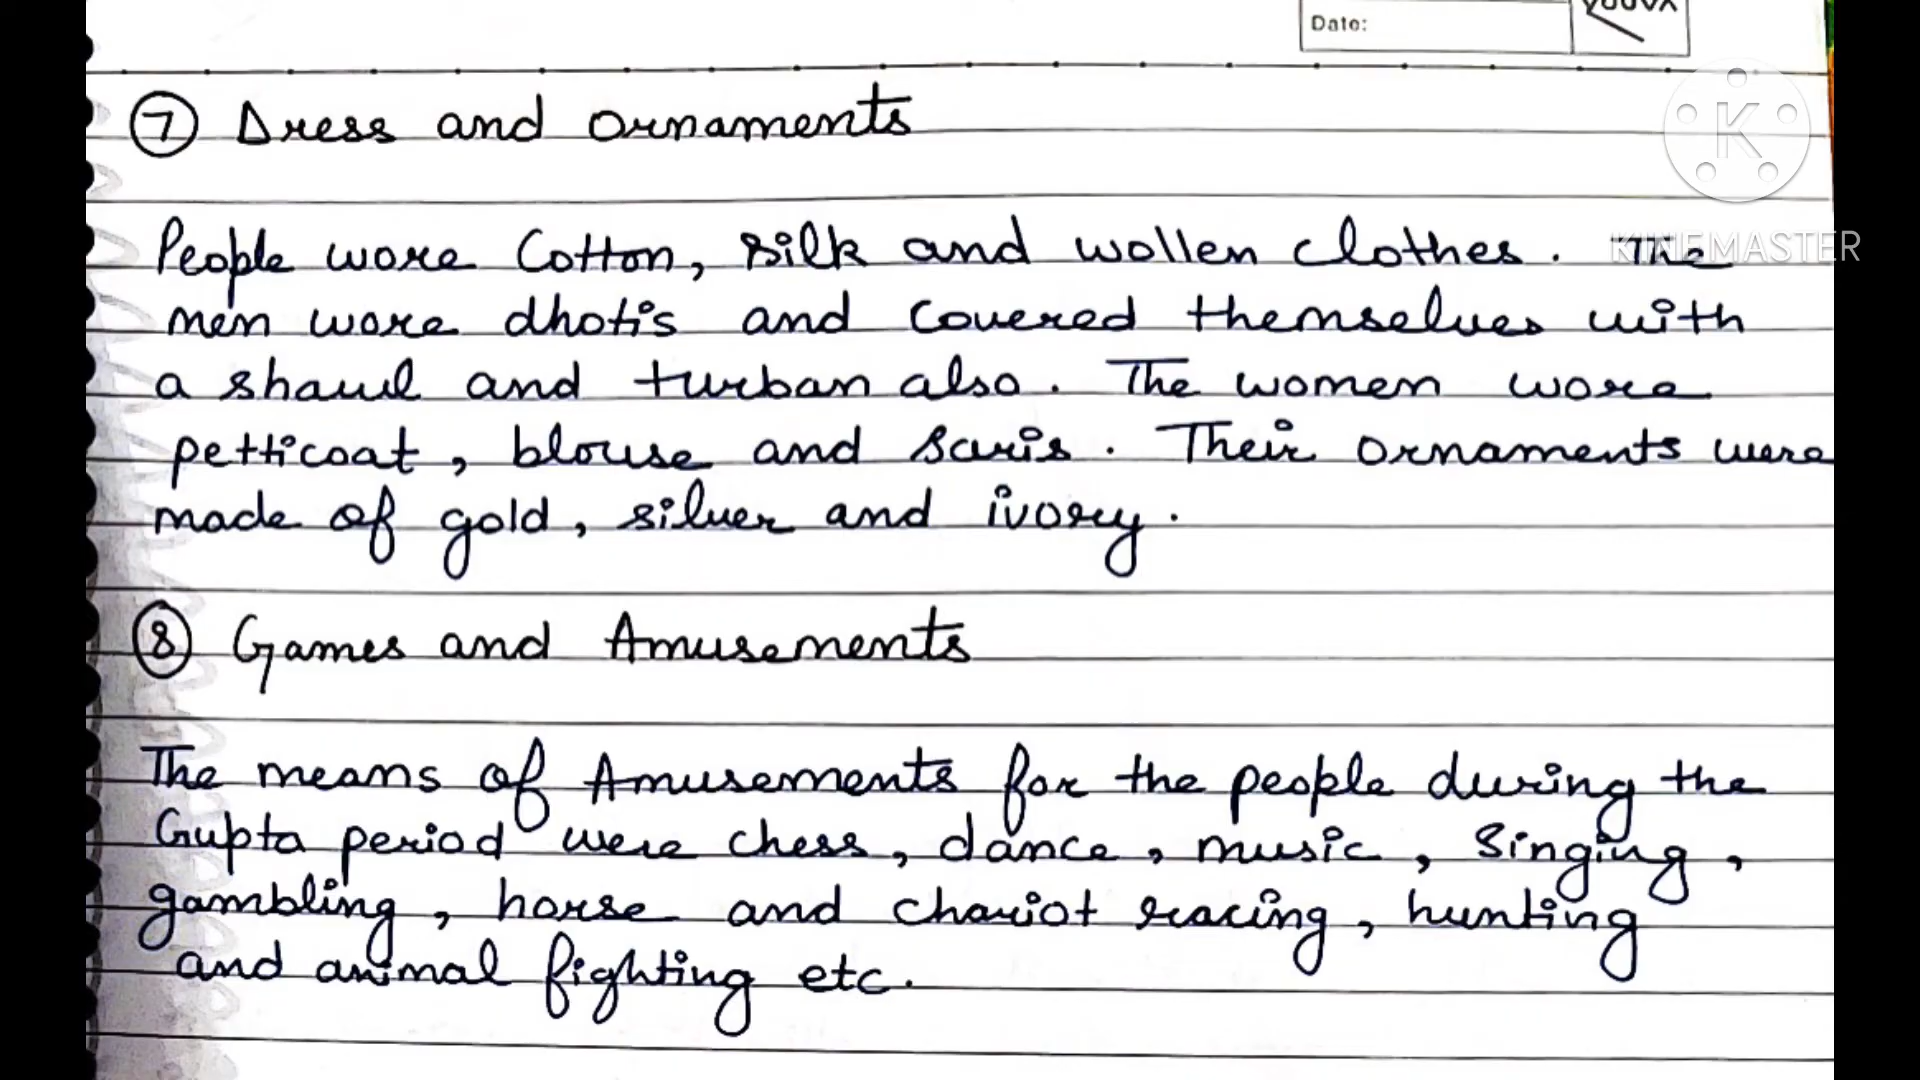 Date:
YOUVA
⑦ Dress and ornaments
K
KINEMASTER
People wore Cotton, silk and wollen clothes. The
men wore dhotis and covered themselves with
a shawl and turban also. The women wore
petticoat, blouse and saris. Their ornaments were
made of gold, silver and ivory.
⑧ Games and Amusements
The means of Amusements for the people during the
Gupta period were chess, dance, music, singing,
gambling, horse and chariot racing, hunting
and animal fighting etc.